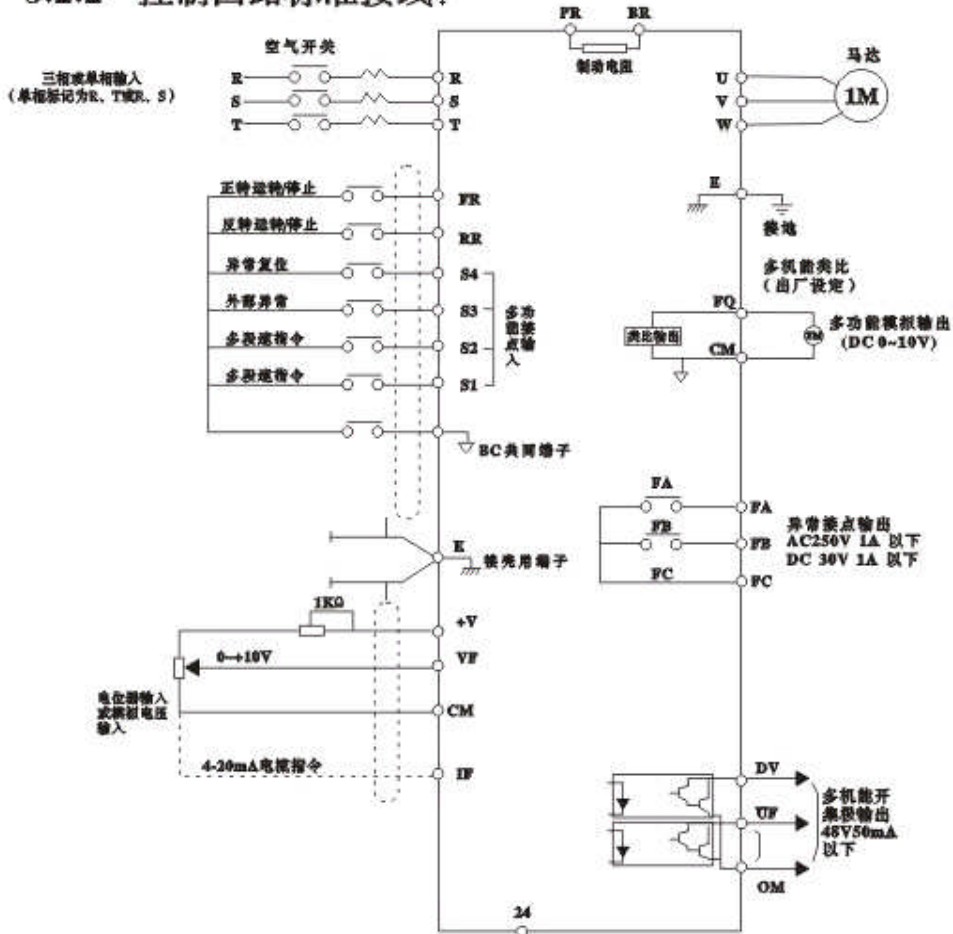 控制回路标准接线:
PR
BR
制动电阻
空气开关
三相或单相输入
(单相标记为R、T或R、S)
R
S
T
R
S
T
U
V
W
马达
1M
E
接地
正转运转/停止
反转运转/停止
异常复位
外部异常
多段速指令
多段速指令
FR
RR
S4
S3
S2
S1
多功
能接
点输
入
BC共同端子
多机能类比
(出厂设定)
FQ
CM
类比输出
FM
多功能模拟输出
(DC 0~10V)
FA
FB
FC
FA
FB
FC
异常接点输出
AC250V 1A 以下
DC 30V 1A 以下
E
接壳用端子
1KΩ
+V
0~+10V
VF
CM
电位器输入
或模拟电压
输入
4-20mA电流指令
IF
DV
UF
OM
多机能开
集极输出
48V50mA
以下
24